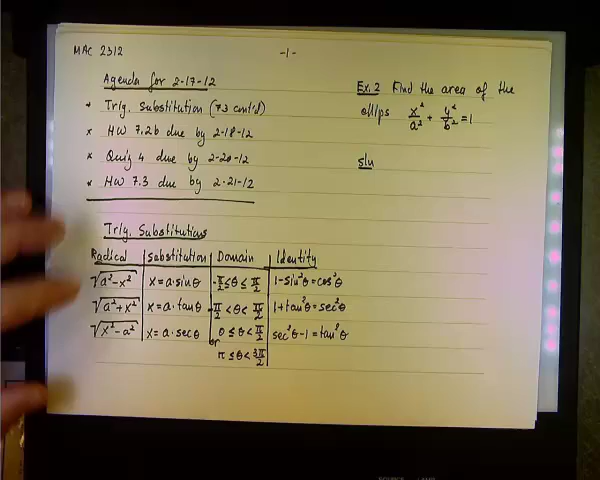 MAC 2312
-1-
Agenda for 2-17-12
* Trig. Substitution (7.3 cont'd)
* HW 7.2b due by 2-18-12
* Quiz 4 due by 2-20-12
* HW 7.3 due by 2-21-12
Trig. Substitutions
Radical | substitution | Domain | Identity
√(a²-x²) | x = a·sinθ | -π/2 ≤ θ ≤ π/2 | 1-sin²θ = cos²θ
√(a²+x²) | x = a·tanθ | -π/2 < θ < π/2 | 1+tan²θ = sec²θ
√(x²-a²) | x = a·secθ | 0 ≤ θ < π/2 | sec²θ-1 = tan²θ
or
π ≤ θ < 3π/2
Ex. 2 Find the area of the
ellips x²/a² + y²/b² = 1
sln